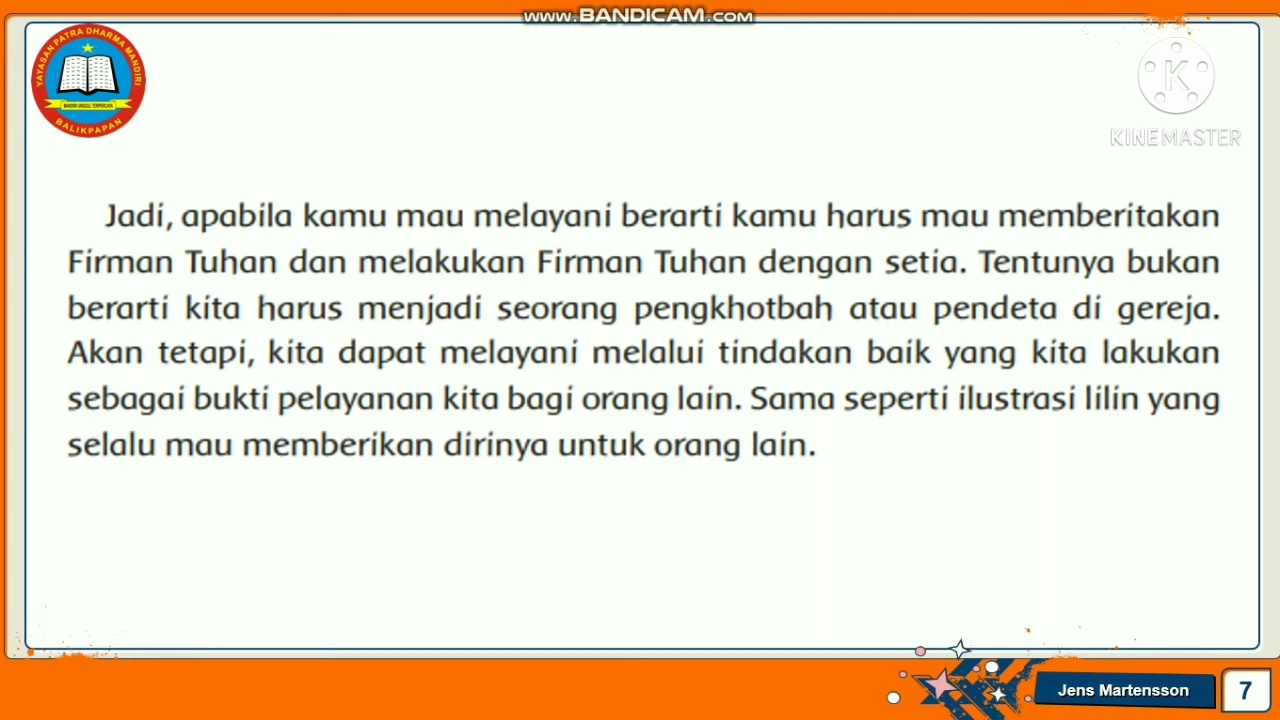 www.BANDICAM.com
YAYASAN PATRA DHARMA MANDIRI
MANDIRI UNGGUL TERPERCAYA
BALIKPAPAN
K
KINEMASTER
Jadi, apabila kamu mau melayani berarti kamu harus mau memberitakan
Firman Tuhan dan melakukan Firman Tuhan dengan setia. Tentunya bukan
berarti kita harus menjadi seorang pengkhotbah atau pendeta di gereja.
Akan tetapi, kita dapat melayani melalui tindakan baik yang kita lakukan
sebagai bukti pelayanan kita bagi orang lain. Sama seperti ilustrasi lilin yang
selalu mau memberikan dirinya untuk orang lain.
Jens Martensson
7